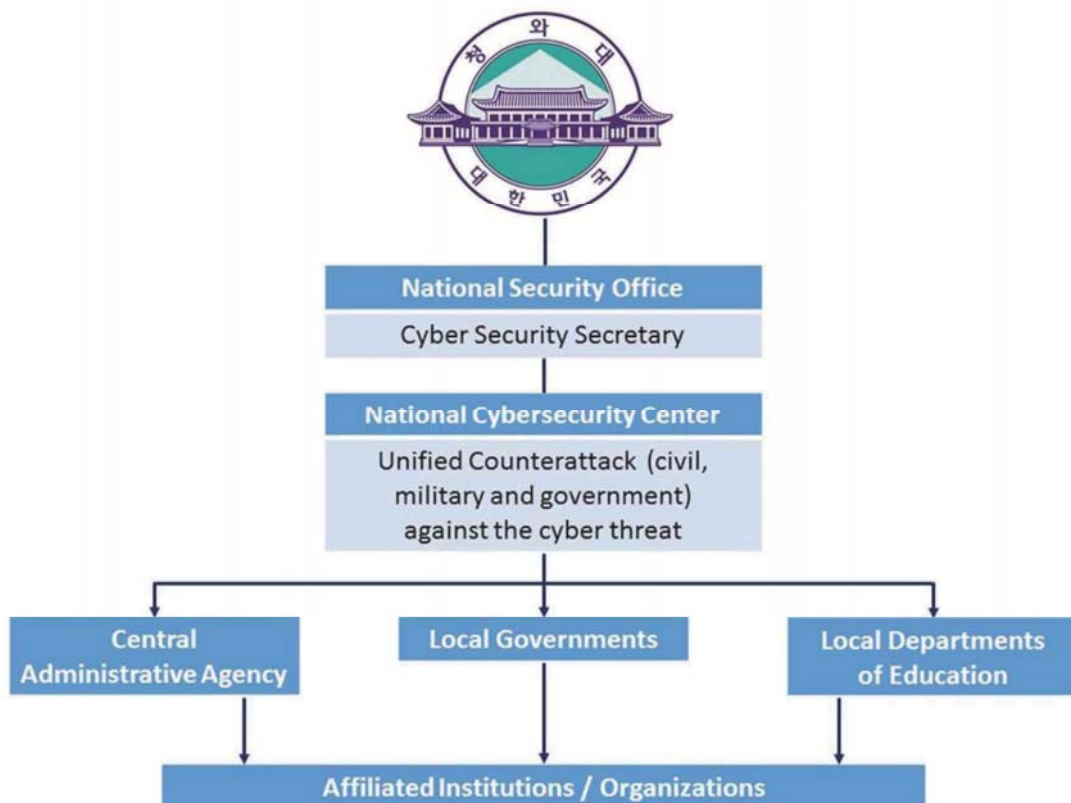 청와대
대한민국
National Security Office
Cyber Security Secretary
National Cybersecurity Center
Unified Counterattack (civil,
military and government)
against the cyber threat
Central
Administrative Agency
Local Governments
Local Departments
of Education
Affiliated Institutions / Organizations